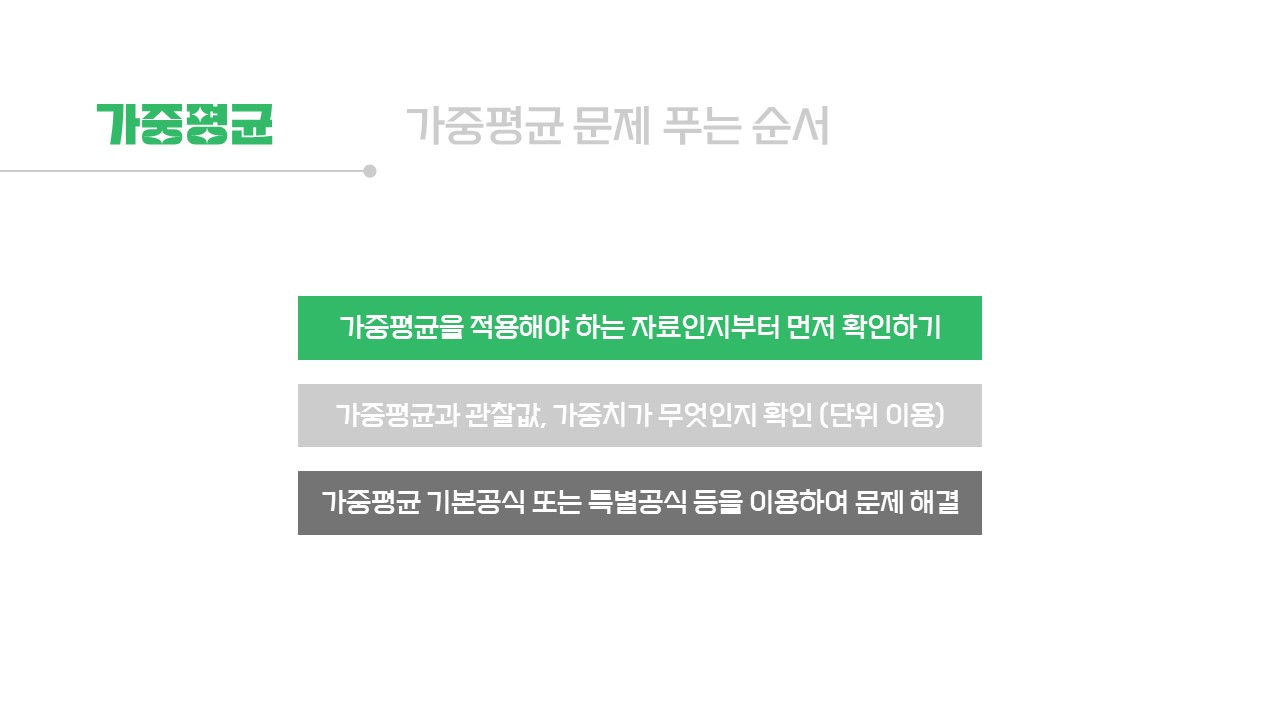 가중평균
가중평균 문제 푸는 순서
가중평균을 적용해야 하는 자료인지부터 먼저 확인하기
가중평균과 관찰값, 가중치가 무엇인지 확인 (단위 이용)
가중평균 기본공식 또는 특별공식 등을 이용하여 문제 해결